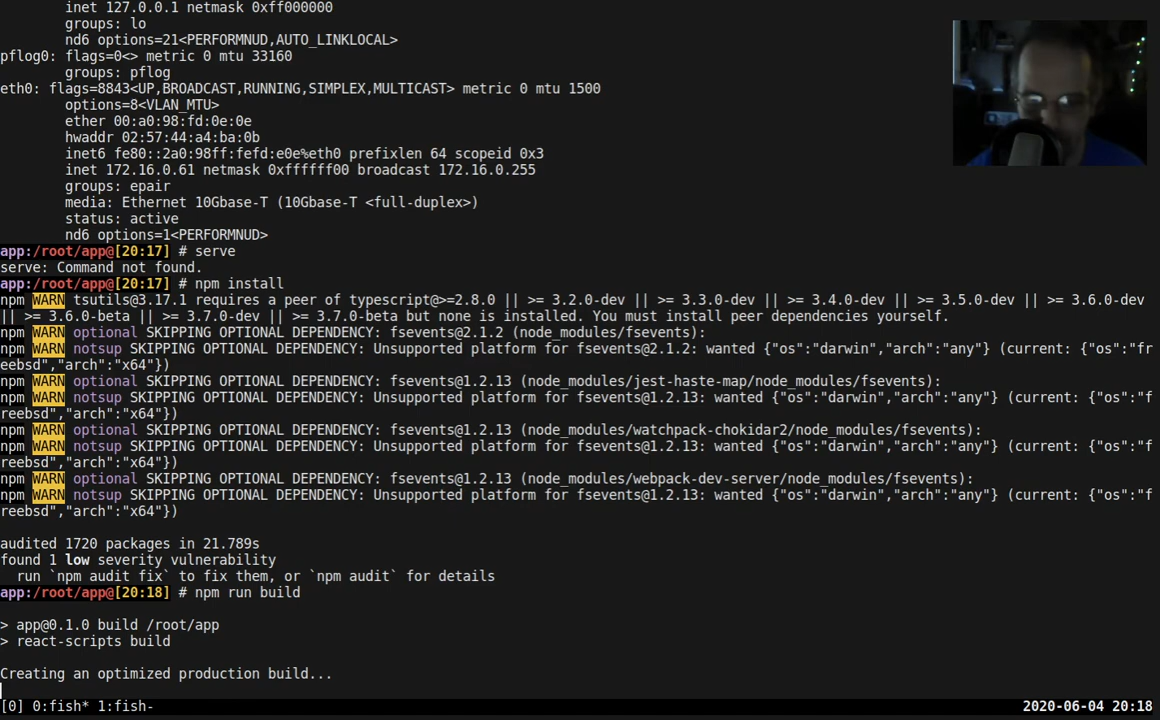 inet 127.0.0.1 netmask 0xff000000
groups: lo
nd6 options=21<PERFORMNUD,AUTO_LINKLOCAL>
pflog0: flags=0<> metric 0 mtu 33160
groups: pflog
eth0: flags=8843<UP,BROADCAST,RUNNING,SIMPLEX,MULTICAST> metric 0 mtu 1500
options=8<VLAN_MTU>
ether 00:a0:98:fd:0e:0e
hwaddr 02:57:44:a4:ba:0b
inet6 fe80::2a0:98ff:fefd:e0e%eth0 prefixlen 64 scopeid 0x3
inet 172.16.0.61 netmask 0xffffff00 broadcast 172.16.0.255
groups: epair
media: Ethernet 10Gbase-T (10Gbase-T <full-duplex>)
status: active
nd6 options=1<PERFORMNUD>
app:/root/app@[20:17] # serve
serve: Command not found.
app:/root/app@[20:17] # npm install
npm WARN tsutils@3.17.1 requires a peer of typescript@>=2.8.0 || >= 3.2.0-dev || >= 3.3.0-dev || >= 3.4.0-dev || >= 3.5.0-dev || >= 3.6.0-dev
|| >= 3.6.0-beta || >= 3.7.0-dev || >= 3.7.0-beta but none is installed. You must install peer dependencies yourself.
npm WARN optional SKIPPING OPTIONAL DEPENDENCY: fsevents@2.1.2 (node_modules/fsevents):
npm WARN notsup SKIPPING OPTIONAL DEPENDENCY: Unsupported platform for fsevents@2.1.2: wanted {"os":"darwin","arch":"any"} (current: {"os":"fr
eebsd","arch":"x64"})
npm WARN optional SKIPPING OPTIONAL DEPENDENCY: fsevents@1.2.13 (node_modules/jest-haste-map/node_modules/fsevents):
npm WARN notsup SKIPPING OPTIONAL DEPENDENCY: Unsupported platform for fsevents@1.2.13: wanted {"os":"darwin","arch":"any"} (current: {"os":"f
reebsd","arch":"x64"})
npm WARN optional SKIPPING OPTIONAL DEPENDENCY: fsevents@1.2.13 (node_modules/watchpack-chokidar2/node_modules/fsevents):
npm WARN notsup SKIPPING OPTIONAL DEPENDENCY: Unsupported platform for fsevents@1.2.13: wanted {"os":"darwin","arch":"any"} (current: {"os":"f
reebsd","arch":"x64"})
npm WARN optional SKIPPING OPTIONAL DEPENDENCY: fsevents@1.2.13 (node_modules/webpack-dev-server/node_modules/fsevents):
npm WARN notsup SKIPPING OPTIONAL DEPENDENCY: Unsupported platform for fsevents@1.2.13: wanted {"os":"darwin","arch":"any"} (current: {"os":"f
reebsd","arch":"x64"})
audited 1720 packages in 21.789s
found 1 low severity vulnerability
run `npm audit fix` to fix them, or `npm audit` for details
app:/root/app@[20:18] # npm run build
> app@0.1.0 build /root/app
> react-scripts build
Creating an optimized production build...
[0] 0:fish* 1:fish- 2020-06-04 20:18